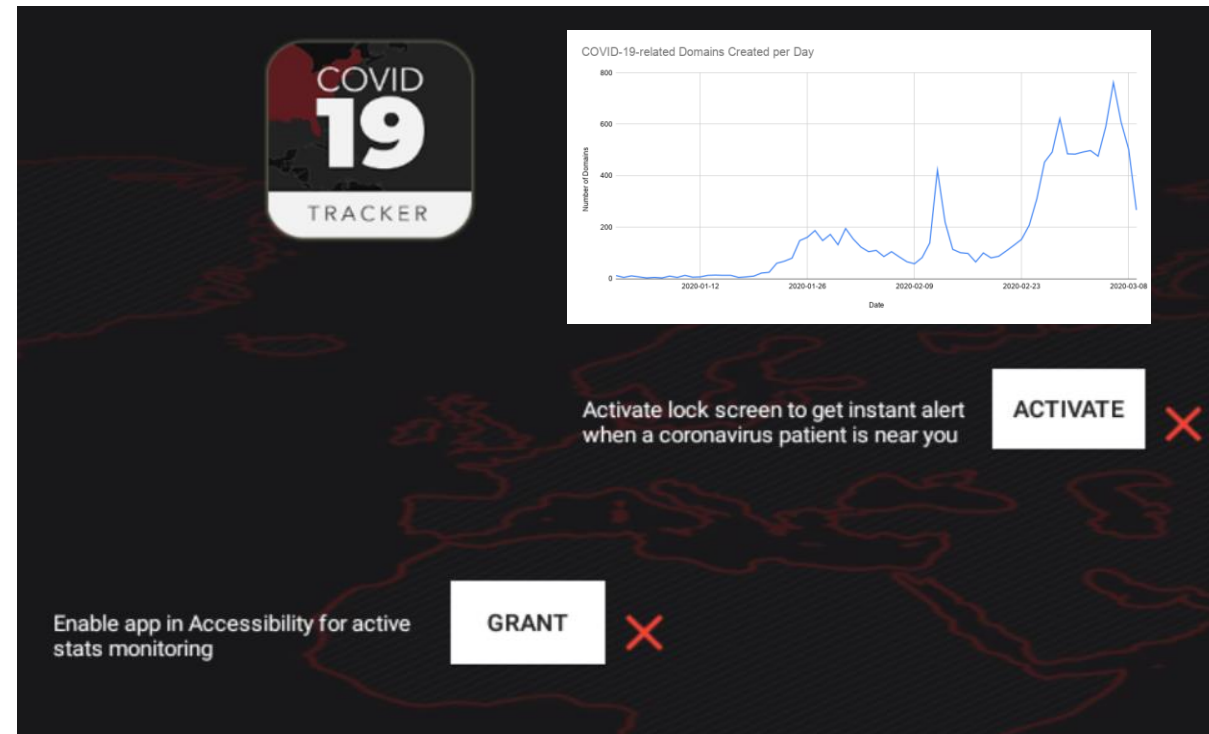 COVID
19
TRACKER
COVID-19-related Domains Created per Day
800
600
400
200
0
Number of Domains
2020-01-12
2020-01-26
2020-02-09
2020-02-23
2020-03-08
Date
Activate lock screen to get instant alert
when a coronavirus patient is near you
ACTIVATE
Enable app in Accessibility for active
stats monitoring
GRANT